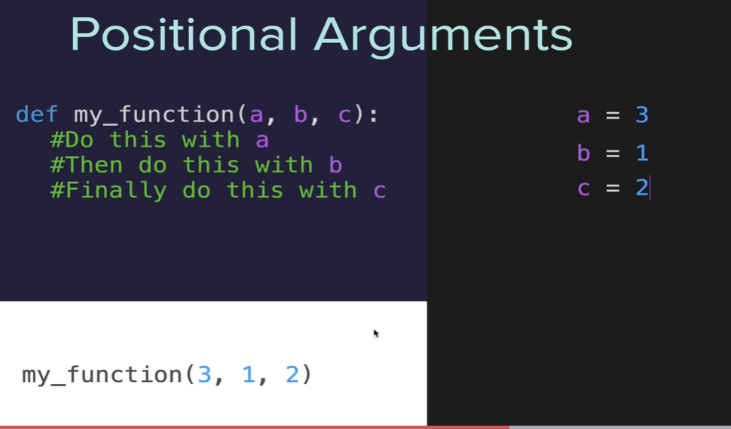 Positional Arguments
def my_function(a, b, c):
#Do this with a
#Then do this with b
#Finally do this with c
a = 3
b = 1
c = 2
my_function(3, 1, 2)